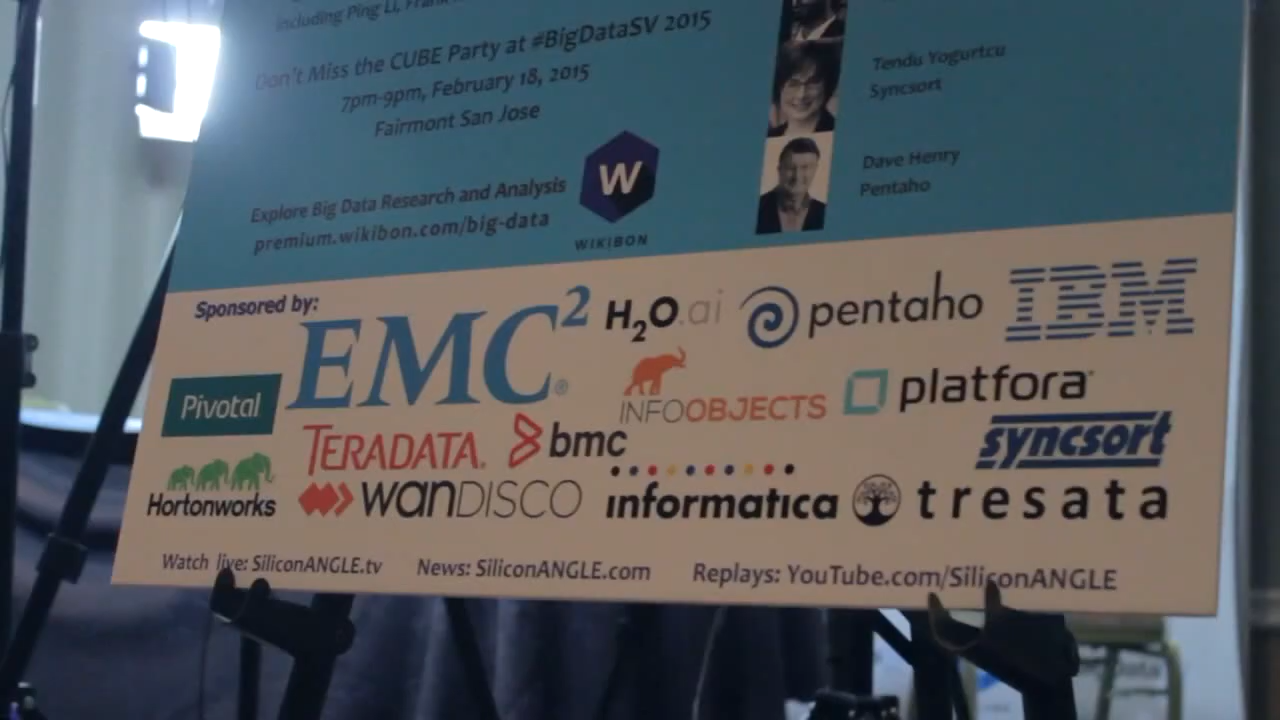 including Ping Li,
Don't Miss the CUBE Party at #BigDataSV 2015
7pm-9pm, February 18, 2015
Fairmont San Jose
Explore Big Data Research and Analysis
premium.wikibon.com/big-data
W
WIKIBON
Tendu Yogurtcu
Syncsort
Dave Henry
Pentaho
Sponsored by:
EMC²
H2O.ai
pentaho
IBM
Pivotal
INFOOBJECTS
platfora
TERADATA
bmc
syncsort
Hortonworks
WANDISCO
informatica
tresata
Watch live: SiliconANGLE.tv News: SiliconANGLE.com Replays: YouTube.com/SiliconANGLE